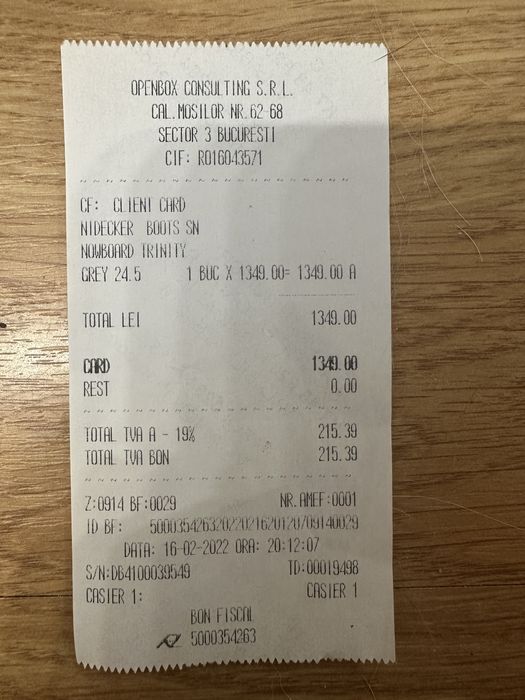 OPENBOX CONSULTING S.R.L.
CAL.MOSILOR NR.62-68
SECTOR 3 BUCURESTI
CIF: RO16043571
CF: CLIENT CARD
NIDECKER BOOTS SN
NOWBOARD TRINITY
GREY 24.5 1 BUC X 1349.00= 1349.00 A
TOTAL LEI 1349.00
CARD 1349.00
REST 0.00
TOTAL TVA A - 19% 215.39
TOTAL TVA BON 215.39
Z:0914 BF:0029 NR.AMEF:0001
ID BF: 50003542632022021620120709140029
DATA: 16-02-2022 ORA: 20:12:07
S/N:DB4100039549 TD:00019498
CASIER 1: CASIER 1
BON FISCAL
5000354263